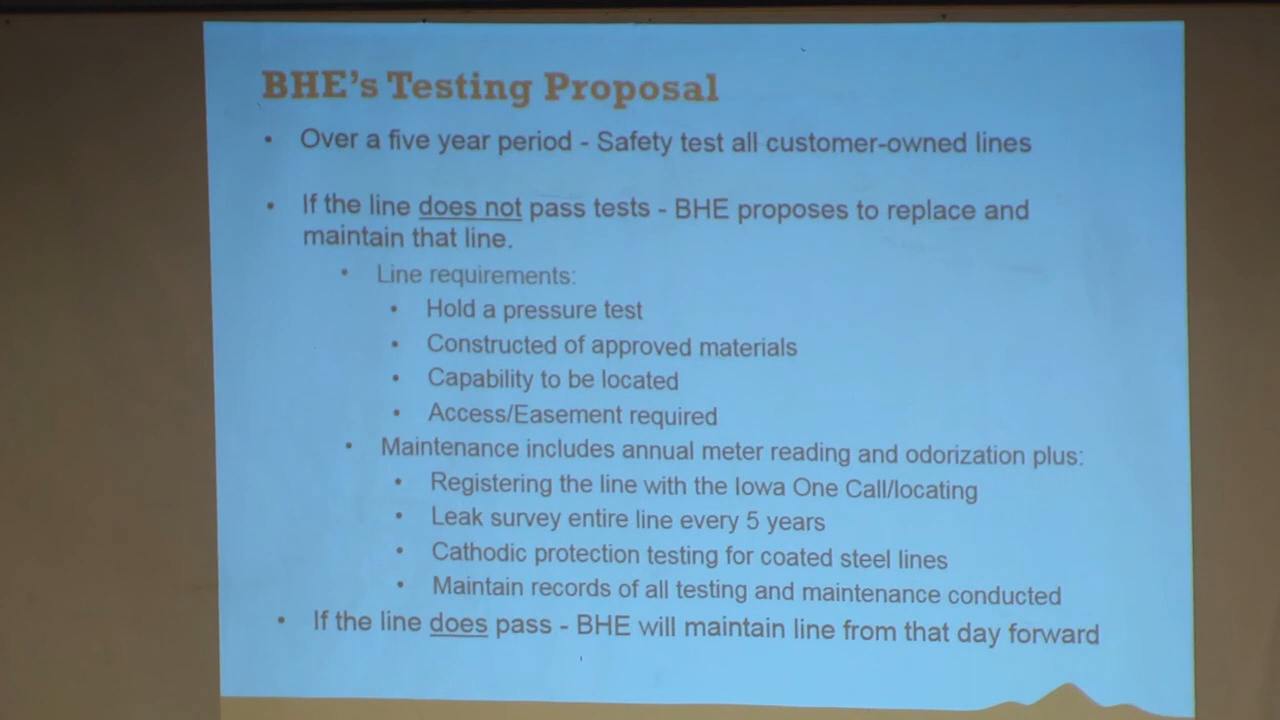 BHE's Testing Proposal
• Over a five year period - Safety test all customer-owned lines
• If the line does not pass tests - BHE proposes to replace and
maintain that line.
• Line requirements:
• Hold a pressure test
• Constructed of approved materials
• Capability to be located
• Access/Easement required
• Maintenance includes annual meter reading and odorization plus:
• Registering the line with the Iowa One Call/locating
• Leak survey entire line every 5 years
• Cathodic protection testing for coated steel lines
• Maintain records of all testing and maintenance conducted
• If the line does pass - BHE will maintain line from that day forward